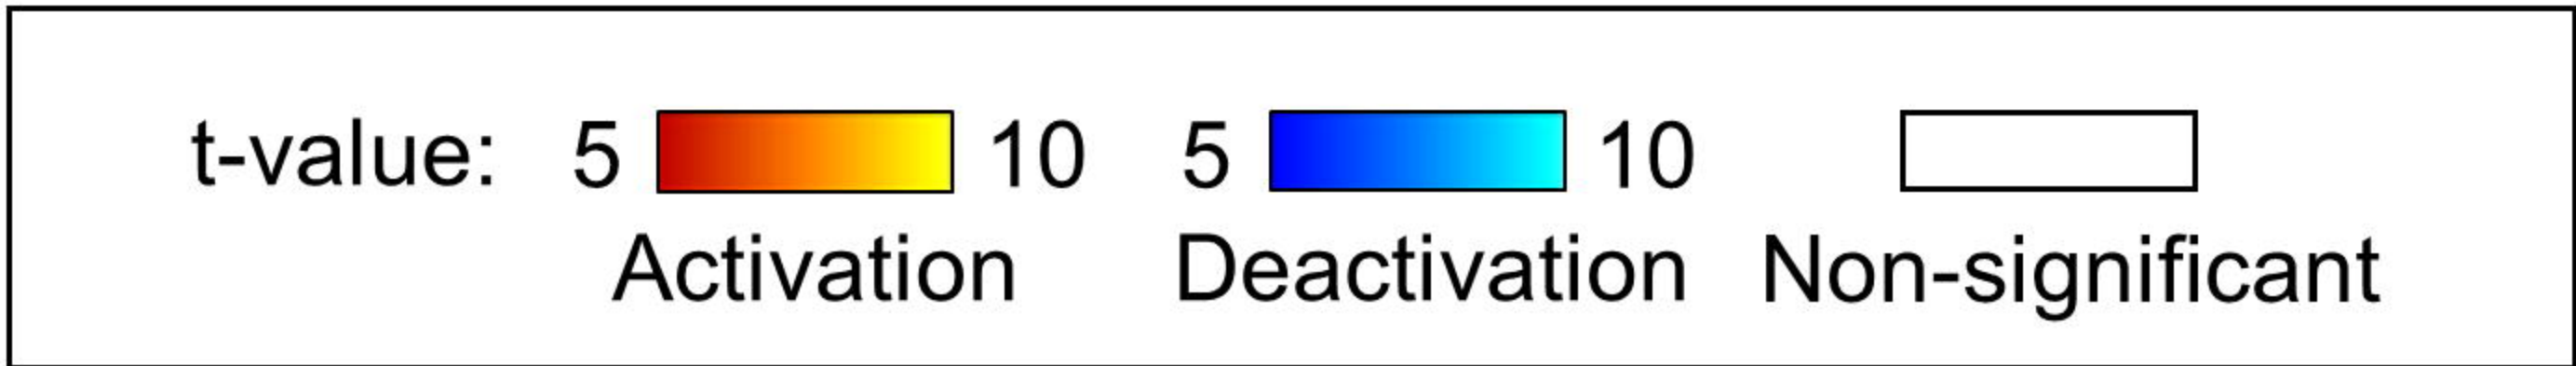 t-value: 5 10 5 10
Activation Deactivation Non-significant